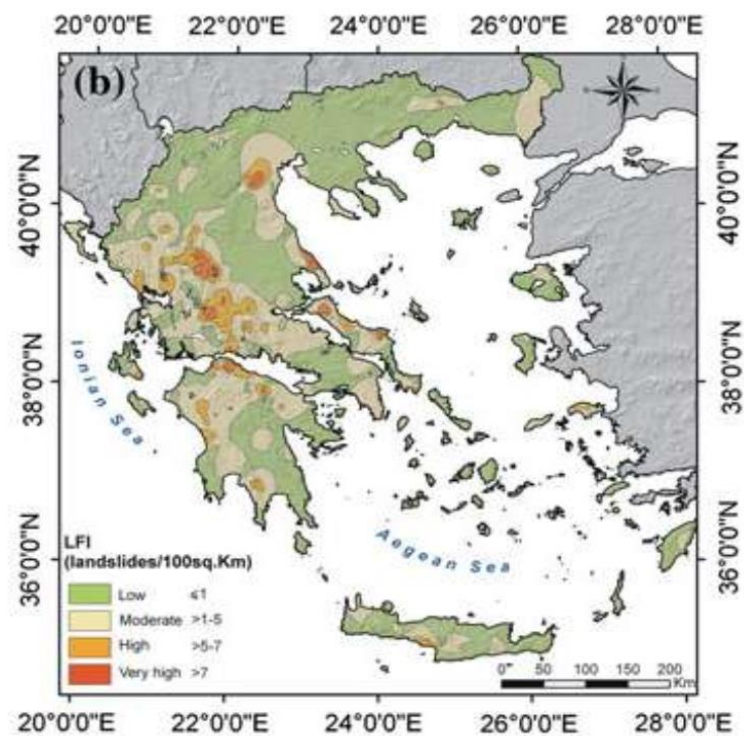 20°0'0"E 22°0'0"E 24°0'0"E 26°0'0"E 28°0'0"E
(b)
40°0'0"N 40°0'0"N
38°0'0"N 38°0'0"N
Ionian Sea
Aegean Sea
36°0'0"N 36°0'0"N
LFI
(landslides/100sq.Km)
Low ≤1
Moderate >1-5
High >5-7
Very high >7
0 50 100 150 200
Km
20°0'0"E 22°0'0"E 24°0'0"E 26°0'0"E 28°0'0"E